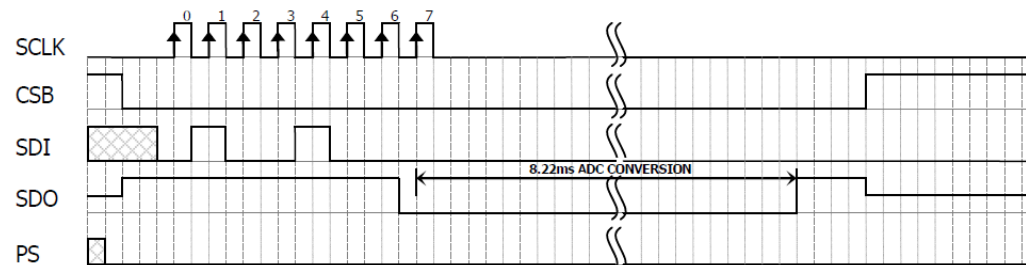 0 1 2 3 4 5 6 7
SCLK
CSB
SDI
8.22ms ADC CONVERSION
SDO
PS